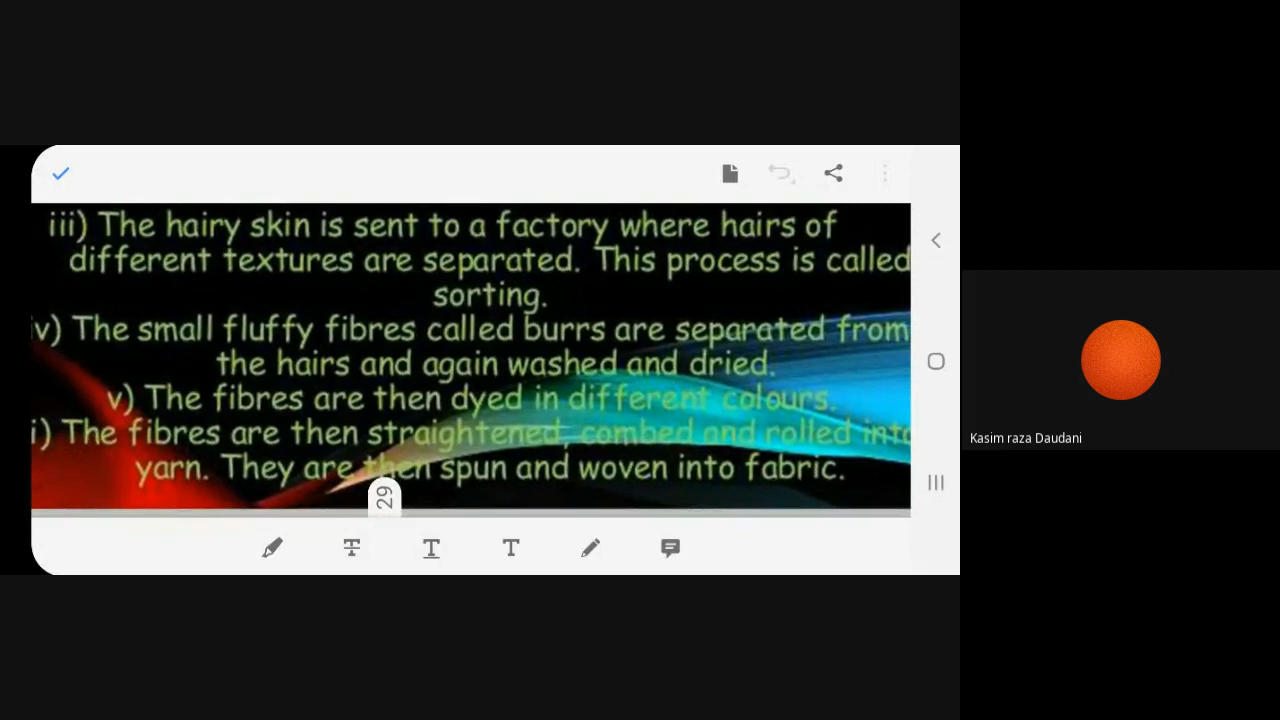 iii) The hairy skin is sent to a factory where hairs of
different textures are separated. This process is called
sorting.
iv) The small fluffy fibres called burrs are separated from
the hairs and again washed and dried.
v) The fibres are then dyed in different colours.
i) The fibres are then straightened, combed and rolled into
yarn. They are then spun and woven into fabric.
29
Kasim raza Daudani